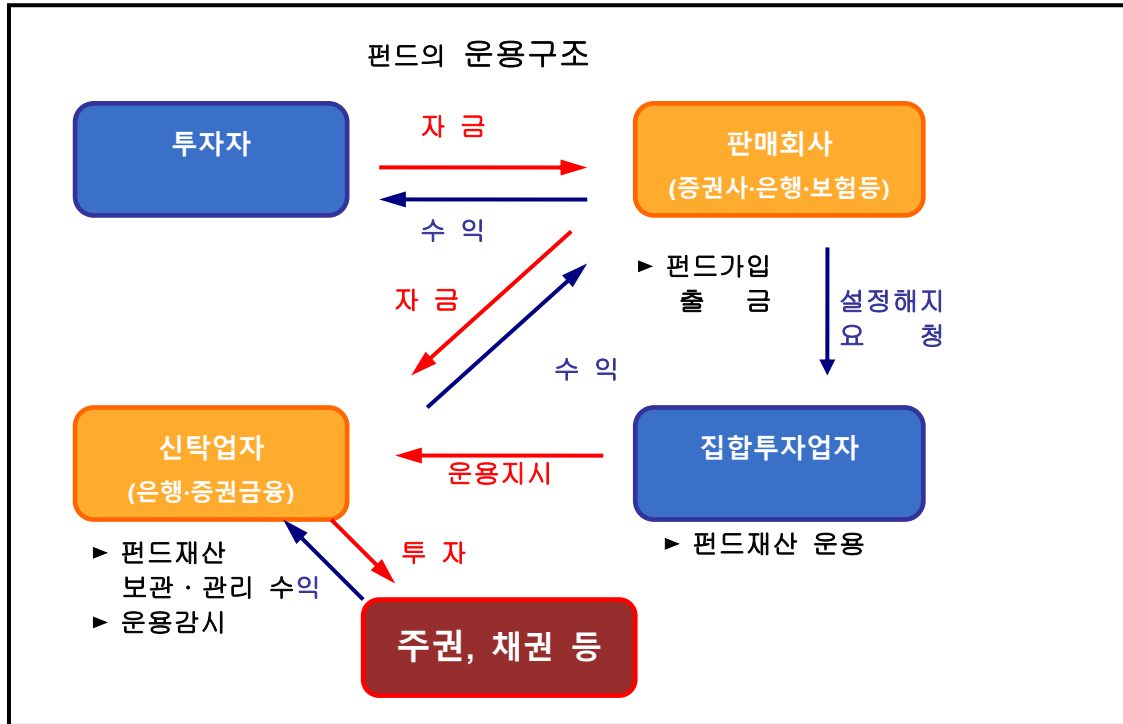 펀드의 운용구조
투자자
자 금
판매회사
(증권사·은행·보험등)
수 익
► 펀드가입
출 금
자 금
설정해지
요 청
수 익
신탁업자
(은행·증권금융)
집합투자업자
운용지시
► 펀드재산 운용
► 펀드재산
보관 · 관리 수익
► 운용감시
투 자
주권, 채권 등